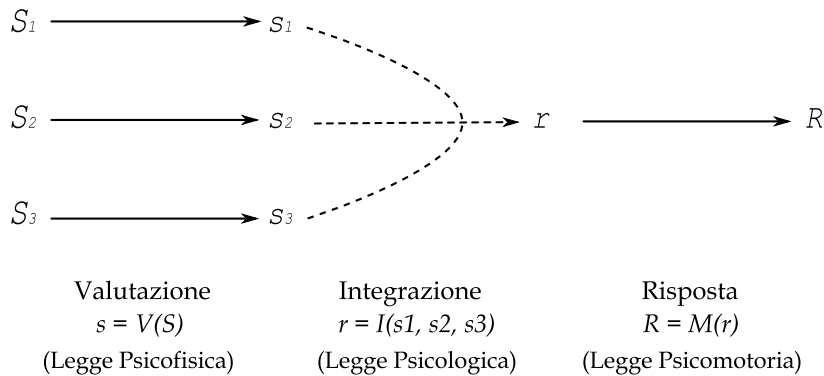 S1 s1
S2 s2 r R
S3 s3
Valutazione Integrazione Risposta
s = V(S) r = I(s1, s2, s3) R = M(r)
(Legge Psicofisica) (Legge Psicologica) (Legge Psicomotoria)